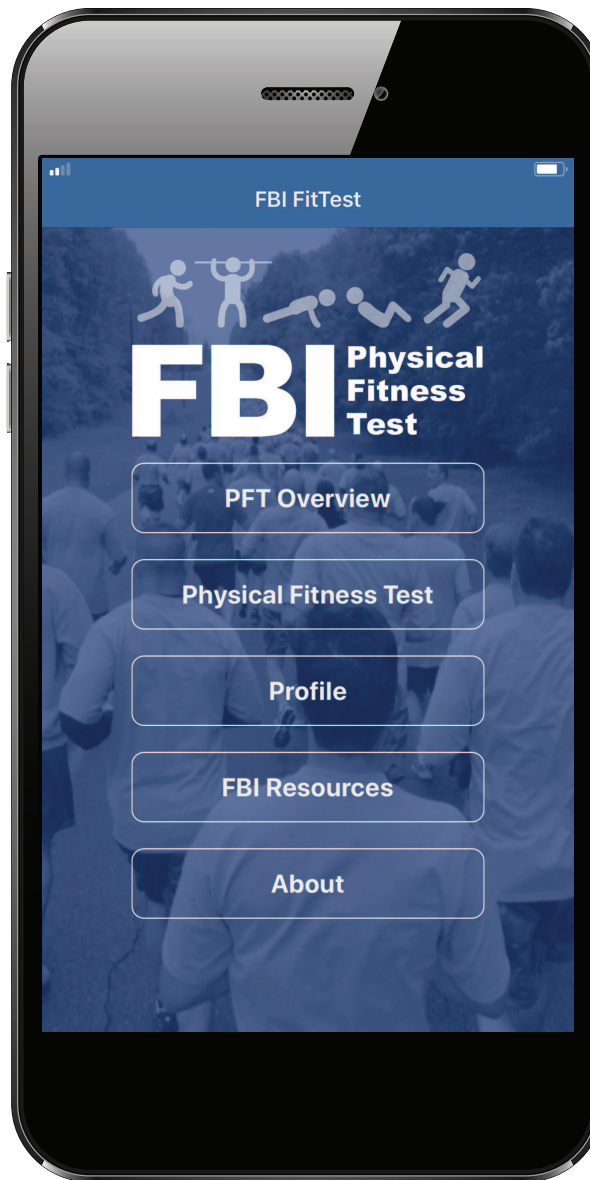 FBI FitTest
FBI
Physical
Fitness
Test
PFT Overview
Physical Fitness Test
Profile
FBI Resources
About